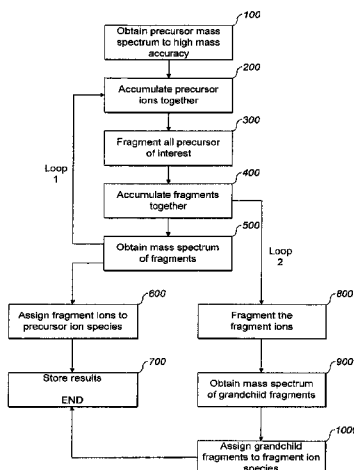 100
Obtain precursor mass
spectrum to high mass
accuracy
200
Accumulate precursor
ions together
300
Fragment all precursor
of interest
Loop
1
400
Accumulate fragments
together
500
Obtain mass spectrum
of fragments
Loop
2
600
Assign fragment ions to
precursor ion species
800
Fragment the
fragment ions
700
Store results
END
900
Obtain mass spectrum
of grandchild fragments
Assign grandchild
fragments to fragment ion
species